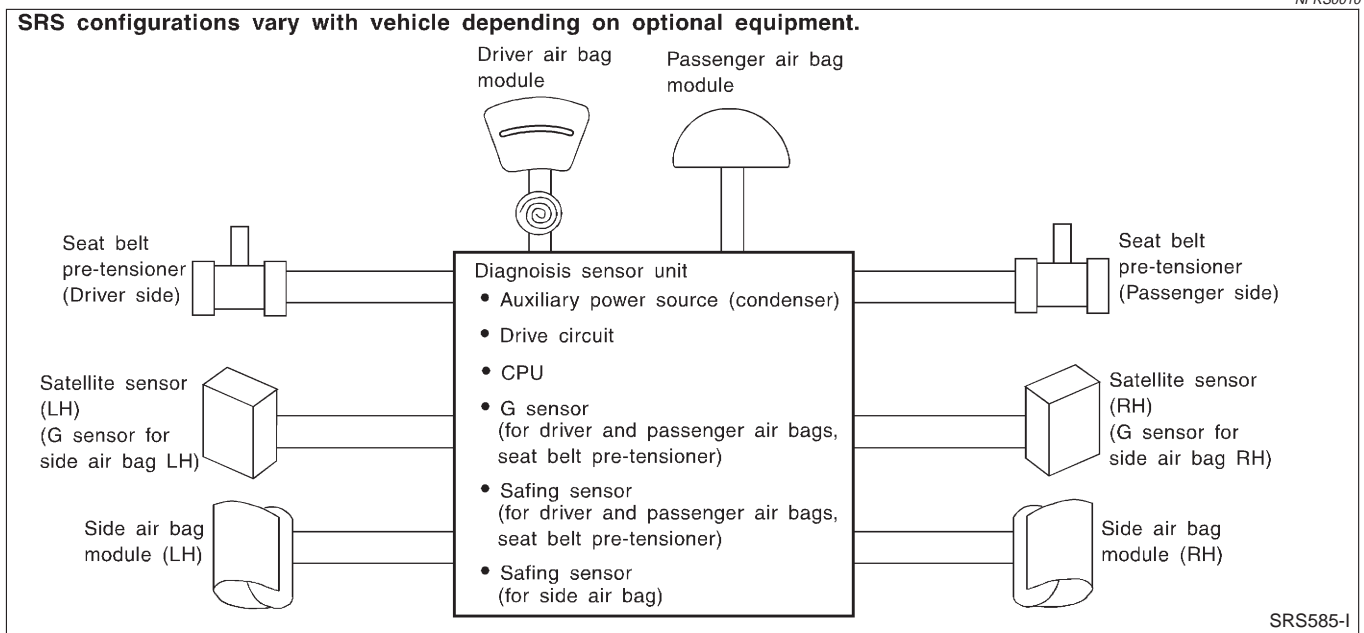 SRS configurations vary with vehicle depending on optional equipment.
Driver air bag
module
Passenger air bag
module
Seat belt
pre-tensioner
(Driver side)
Seat belt
pre-tensioner
(Passenger side)
Diagnoisis sensor unit
• Auxiliary power source (condenser)
• Drive circuit
• CPU
• G sensor
(for driver and passenger air bags,
seat belt pre-tensioner)
• Safing sensor
(for driver and passenger air bags,
seat belt pre-tensioner)
• Safing sensor
(for side air bag)
Satellite sensor
(LH)
(G sensor for
side air bag LH)
Satellite sensor
(RH)
(G sensor for
side air bag RH)
Side air bag
module (LH)
Side air bag
module (RH)
SRS585-I